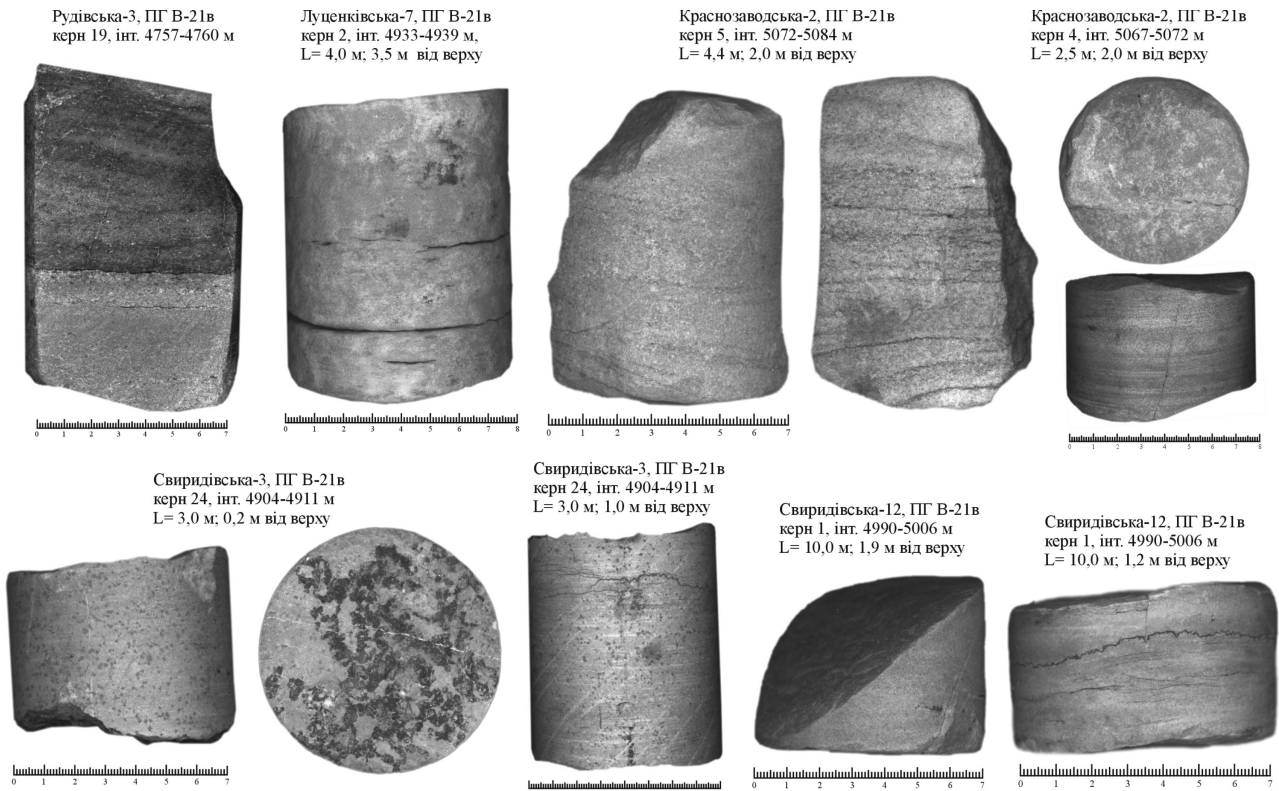 Рудівська-3, ПГ В-21в
керн 19, інт. 4757-4760 м
Луценківська-7, ПГ В-21в
керн 2, інт. 4933-4939 м,
L= 4,0 м; 3,5 м від верху
Краснозаводська-2, ПГ В-21в
керн 5, інт. 5072-5084 м
L= 4,4 м; 2,0 м від верху
Краснозаводська-2, ПГ В-21в
керн 4, інт. 5067-5072 м
L= 2,5 м; 2,0 м від верху
0 1 2 3 4 5 6 7
0 1 2 3 4 5 6 7 8
0 1 2 3 4 5 6 7
0 1 2 3 4 5 6 7 8
Свиридівська-3, ПГ В-21в
керн 24, інт. 4904-4911 м
L= 3,0 м; 0,2 м від верху
Свиридівська-3, ПГ В-21в
керн 24, інт. 4904-4911 м
L= 3,0 м; 1,0 м від верху
Свиридівська-12, ПГ В-21в
керн 1, інт. 4990-5006 м
L= 10,0 м; 1,9 м від верху
Свиридівська-12, ПГ В-21в
керн 1, інт. 4990-5006 м
L= 10,0 м; 1,2 м від верху
0 1 2 3 4 5 6 7
0 1 2 3 4 5 6 7
0 1 2 3 4 5 6 7